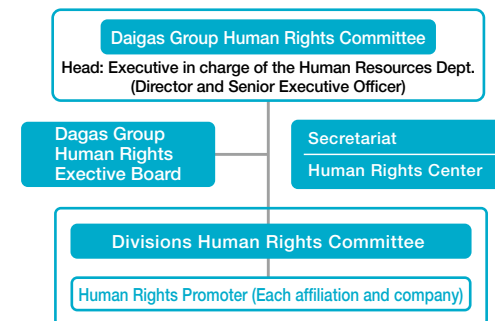 Daigas Group Human Rights Committee
Head: Executive in charge of the Human Resources Dept.
(Director and Senior Executive Officer)
Dagas Group
Human Rights
Exective Board
Secretariat
Human Rights Center
Divisions Human Rights Committee
Human Rights Promoter (Each affiliation and company)